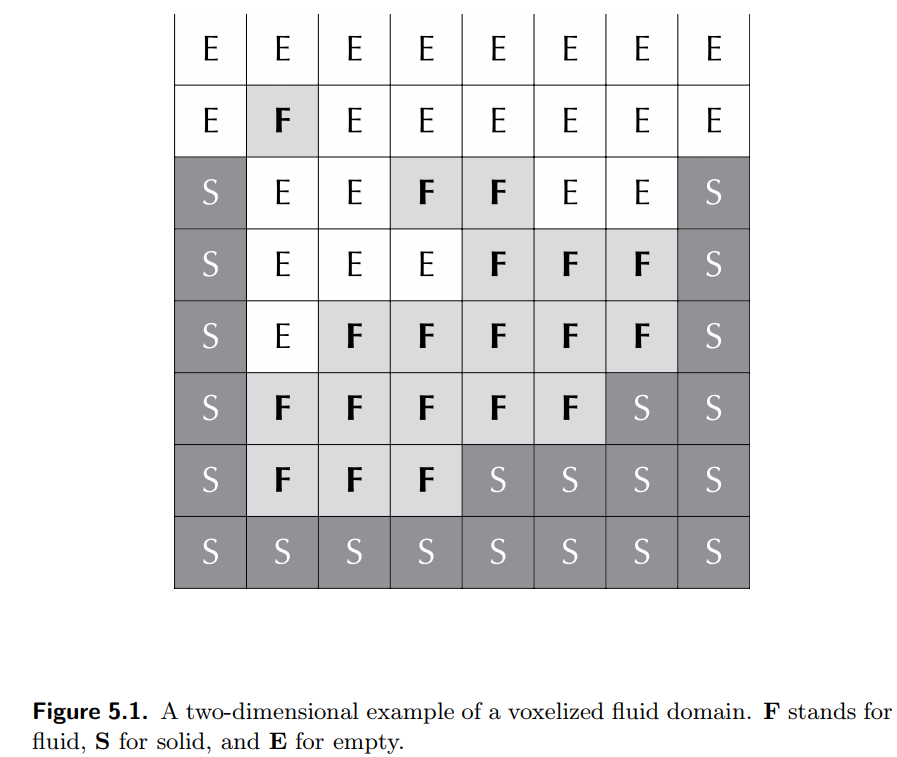 E E E E E E E E
E F E E E E E E
S E E F F E E S
S E E E F F F S
S E F F F F F S
S F F F F F S S
S F F F S S S S
S S S S S S S S
Figure 5.1. A two-dimensional example of a voxelized fluid domain. F stands for
fluid, S for solid, and E for empty.